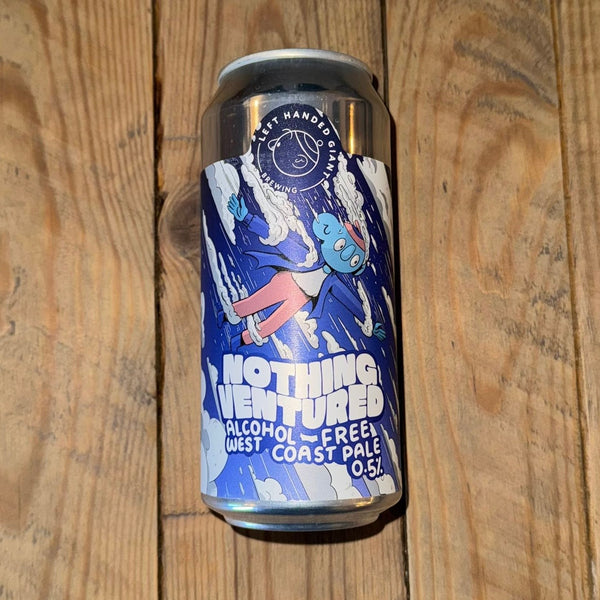 LEFT HANDED GIANT
BREWING
NOTHING
VENTURED
ALCOHOL-FREE
WEST COAST PALE
0.5%